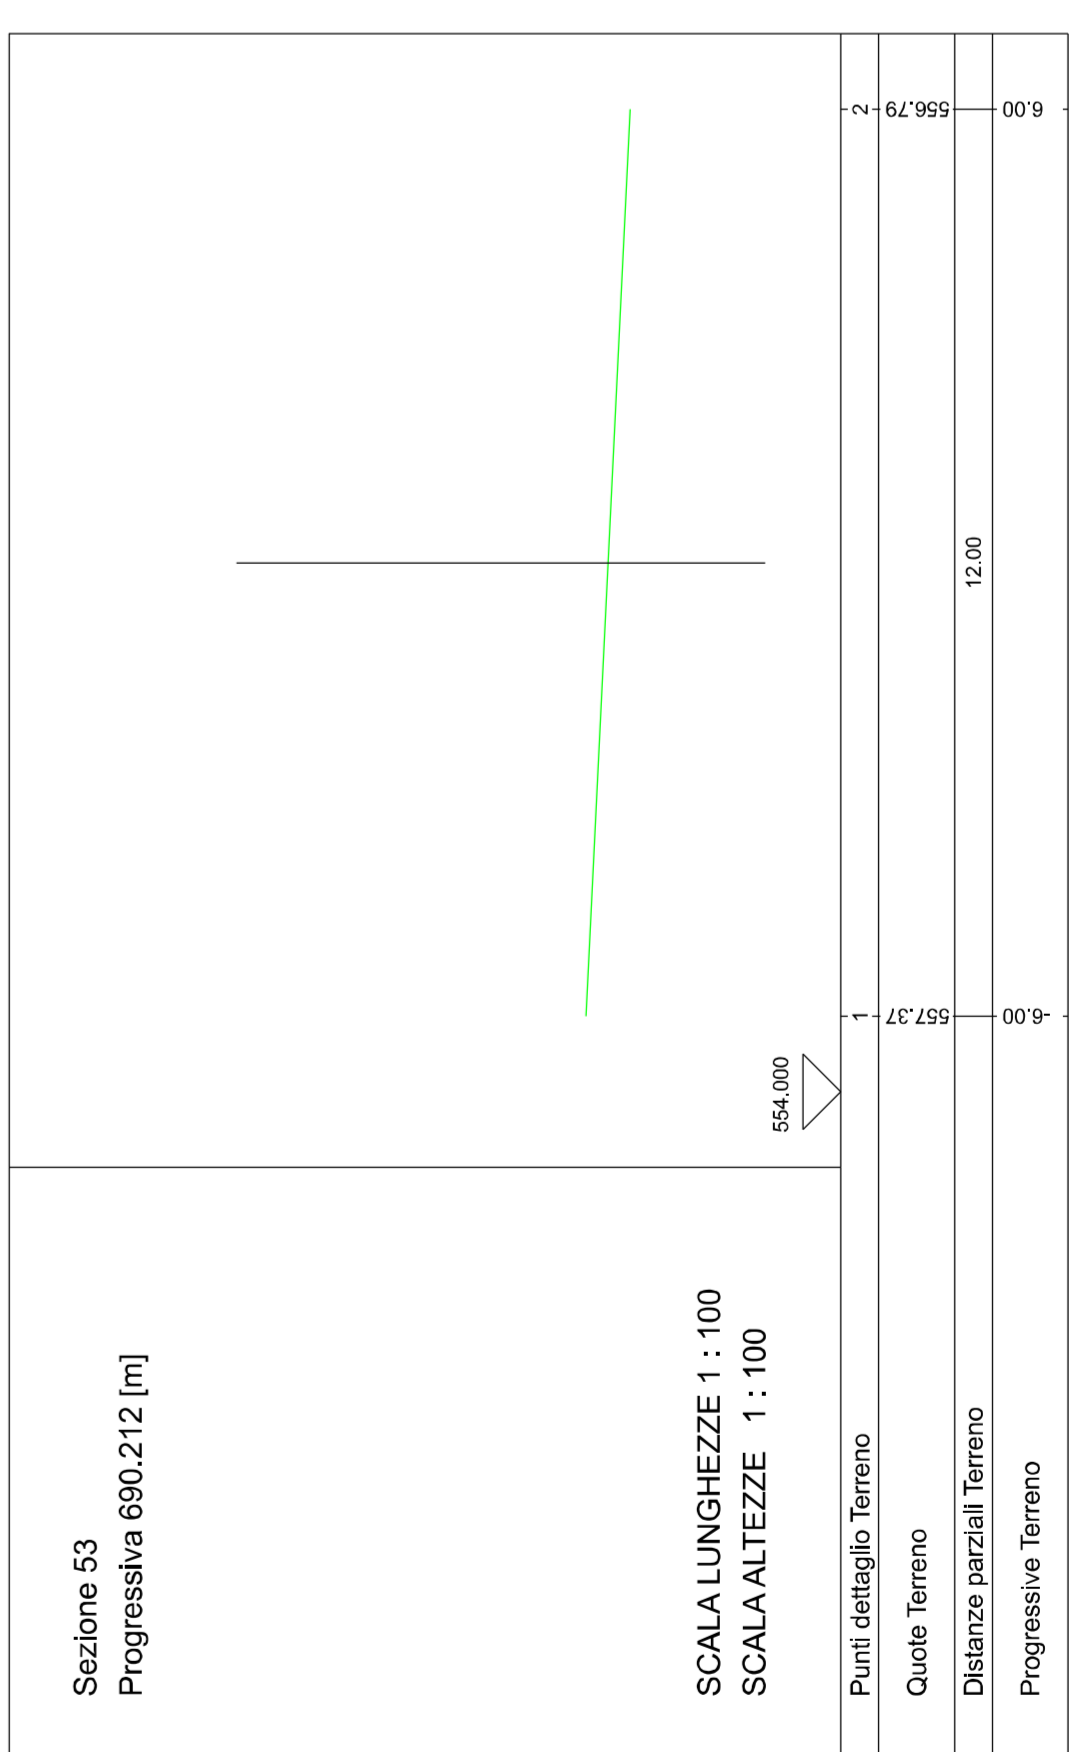 Sezione 53
Progressiva 690.212 [m]
SCALA LUNGHEZZE 1 : 100
SCALA ALTEZZE 1 : 100
554.000
Punti dettaglio Terreno 1 2
Quote Terreno 557.37 556.79
Distanze parziali Terreno 12.00
Progressive Terreno -6.00 6.00